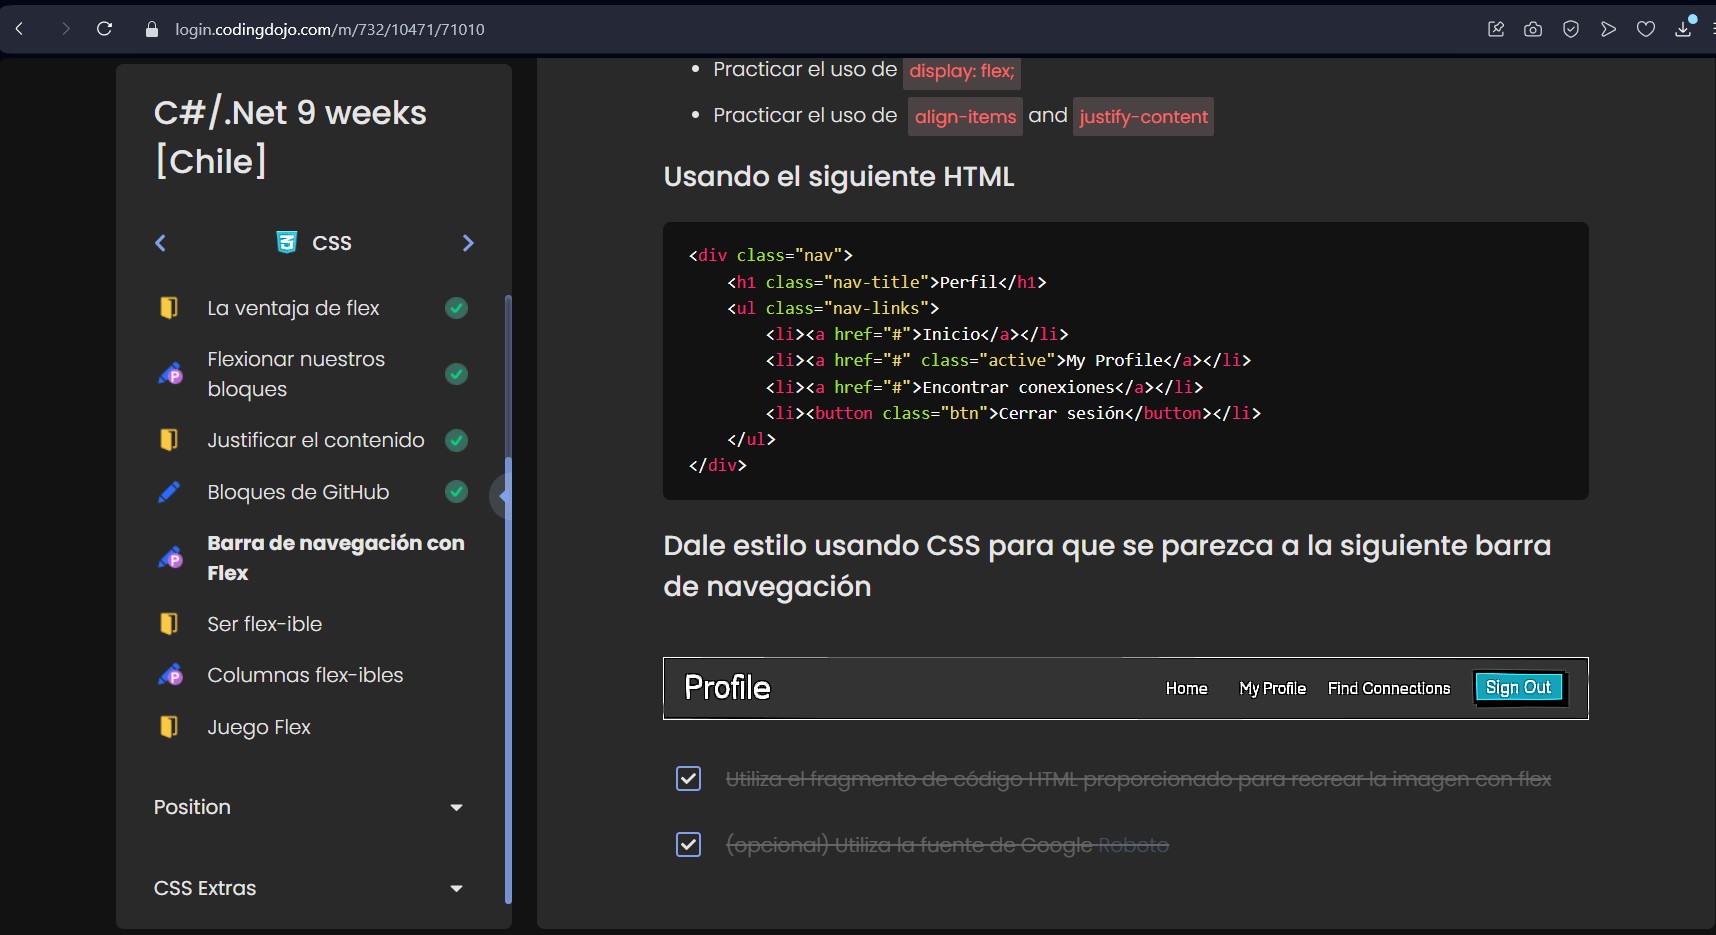 login.codingdojo.com/m/732/10471/71010
C#/.Net 9 weeks
[Chile]
CSS
La ventaja de flex
Flexionar nuestros
bloques
Justificar el contenido
Bloques de GitHub
Barra de navegación con
Flex
Ser flex-ible
Columnas flex-ibles
Juego Flex
Position
CSS Extras
Practicar el uso de display: flex;
Practicar el uso de align-items and justify-content
Usando el siguiente HTML
<div class="nav">
    <h1 class="nav-title">Perfil</h1>
    <ul class="nav-links">
        <li><a href="#">Inicio</a></li>
        <li><a href="#" class="active">My Profile</a></li>
        <li><a href="#">Encontrar conexiones</a></li>
        <li><button class="btn">Cerrar sesión</button></li>
    </ul>
</div>
Dale estilo usando CSS para que se parezca a la siguiente barra
de navegación
Profile Home My Profile Find Connections Sign Out
Utiliza el fragmento de código HTML proporcionado para recrear la imagen con flex
(opcional) Utiliza la fuente de Google Roboto